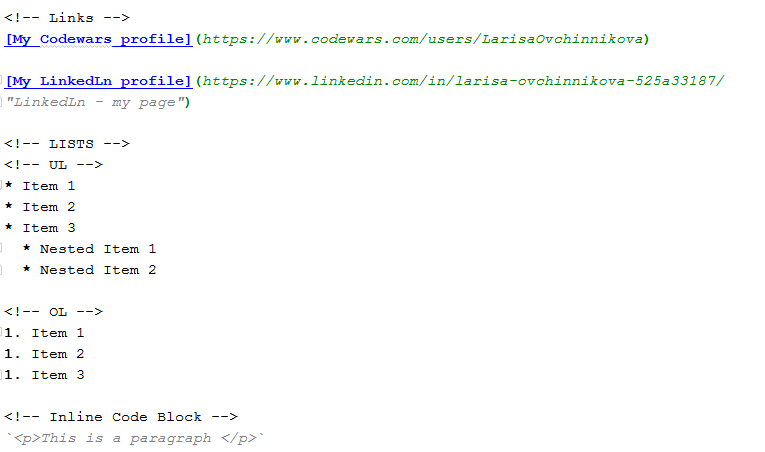 <!-- Links -->
[My Codewars profile](https://www.codewars.com/users/LarisaOvchinnikova)
[My LinkedLn profile](https://www.linkedin.com/in/larisa-ovchinnikova-525a33187/
"LinkedLn - my page")
<!-- LISTS -->
<!-- UL -->
* Item 1
* Item 2
* Item 3
  * Nested Item 1
  * Nested Item 2
<!-- OL -->
1. Item 1
1. Item 2
1. Item 3
<!-- Inline Code Block -->
`<p>This is a paragraph </p>`